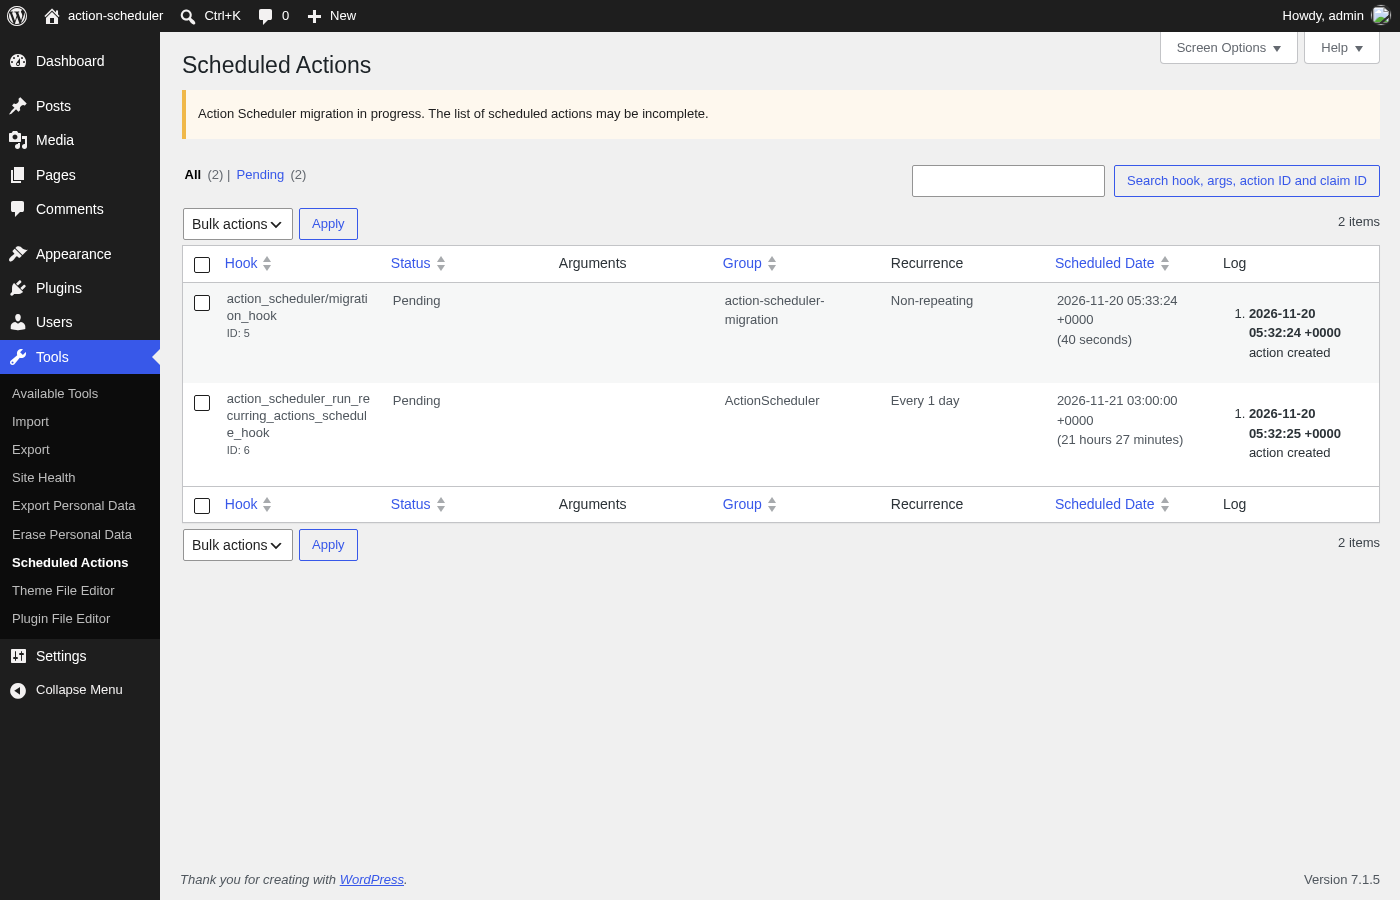 action-scheduler
Ctrl+K
0
New
Howdy, admin
Dashboard
Posts
Media
Pages
Comments
Appearance
Plugins
Users
Tools
Available Tools
Import
Export
Site Health
Export Personal Data
Erase Personal Data
Scheduled Actions
Theme File Editor
Plugin File Editor
Settings
Collapse Menu
Screen Options
Help
Scheduled Actions
Action Scheduler migration in progress. The list of scheduled actions may be incomplete.
All (2) | Pending (2)
Search hook, args, action ID and claim ID
Bulk actions
Apply
2 items
Hook Status Arguments Group Recurrence Scheduled Date Log
action_scheduler/migrati
on_hook
ID: 5
Pending
action-scheduler-
migration
Non-repeating
2026-11-20 05:33:24
+0000
(40 seconds)
1. 2026-11-20
05:32:24 +0000
action created
action_scheduler_run_re
curring_actions_schedul
e_hook
ID: 6
Pending
ActionScheduler
Every 1 day
2026-11-21 03:00:00
+0000
(21 hours 27 minutes)
1. 2026-11-20
05:32:25 +0000
action created
Hook Status Arguments Group Recurrence Scheduled Date Log
Bulk actions
Apply
2 items
Thank you for creating with WordPress.
Version 7.1.5